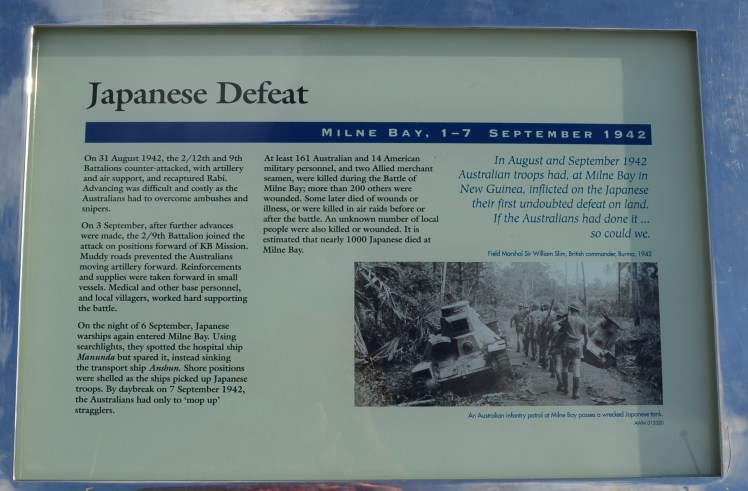 Japanese Defeat
MILNE BAY, 1–7 SEPTEMBER 1942
On 31 August 1942, the 2/12th and 9th
Battalions counter-attacked, with artillery
and air support, and recaptured Rabi.
Advancing was difficult and costly as the
Australians had to overcome ambushes and
snipers.
On 3 September, after further advances
were made, the 2/9th Battalion joined the
attack on positions forward of KB Mission.
Muddy roads prevented the Australians
moving artillery forward. Reinforcements
and supplies were taken forward in small
vessels. Medical and other base personnel,
and local villagers, worked hard supporting
the battle.
On the night of 6 September, Japanese
warships again entered Milne Bay. Using
searchlights, they spotted the hospital ship
Manunda but spared it, instead sinking
the transport ship Anshun. Shore positions
were shelled as the ships picked up Japanese
troops. By daybreak on 7 September 1942,
the Australians had only to ‘mop up’
stragglers.
At least 161 Australian and 14 American
military personnel, and two Allied merchant
seamen, were killed during the Battle of
Milne Bay; more than 200 others were
wounded. Some later died of wounds or
illness, or were killed in air raids before or
after the battle. An unknown number of local
people were also killed or wounded. It is
estimated that nearly 1000 Japanese died at
Milne Bay.
In August and September 1942
Australian troops had, at Milne Bay in
New Guinea, inflicted on the Japanese
their first undoubted defeat on land.
If the Australians had done it ...
so could we.
Field Marshal Sir William Slim, British commander, Burma, 1942
An Australian infantry patrol at Milne Bay passes a wrecked Japanese tank.